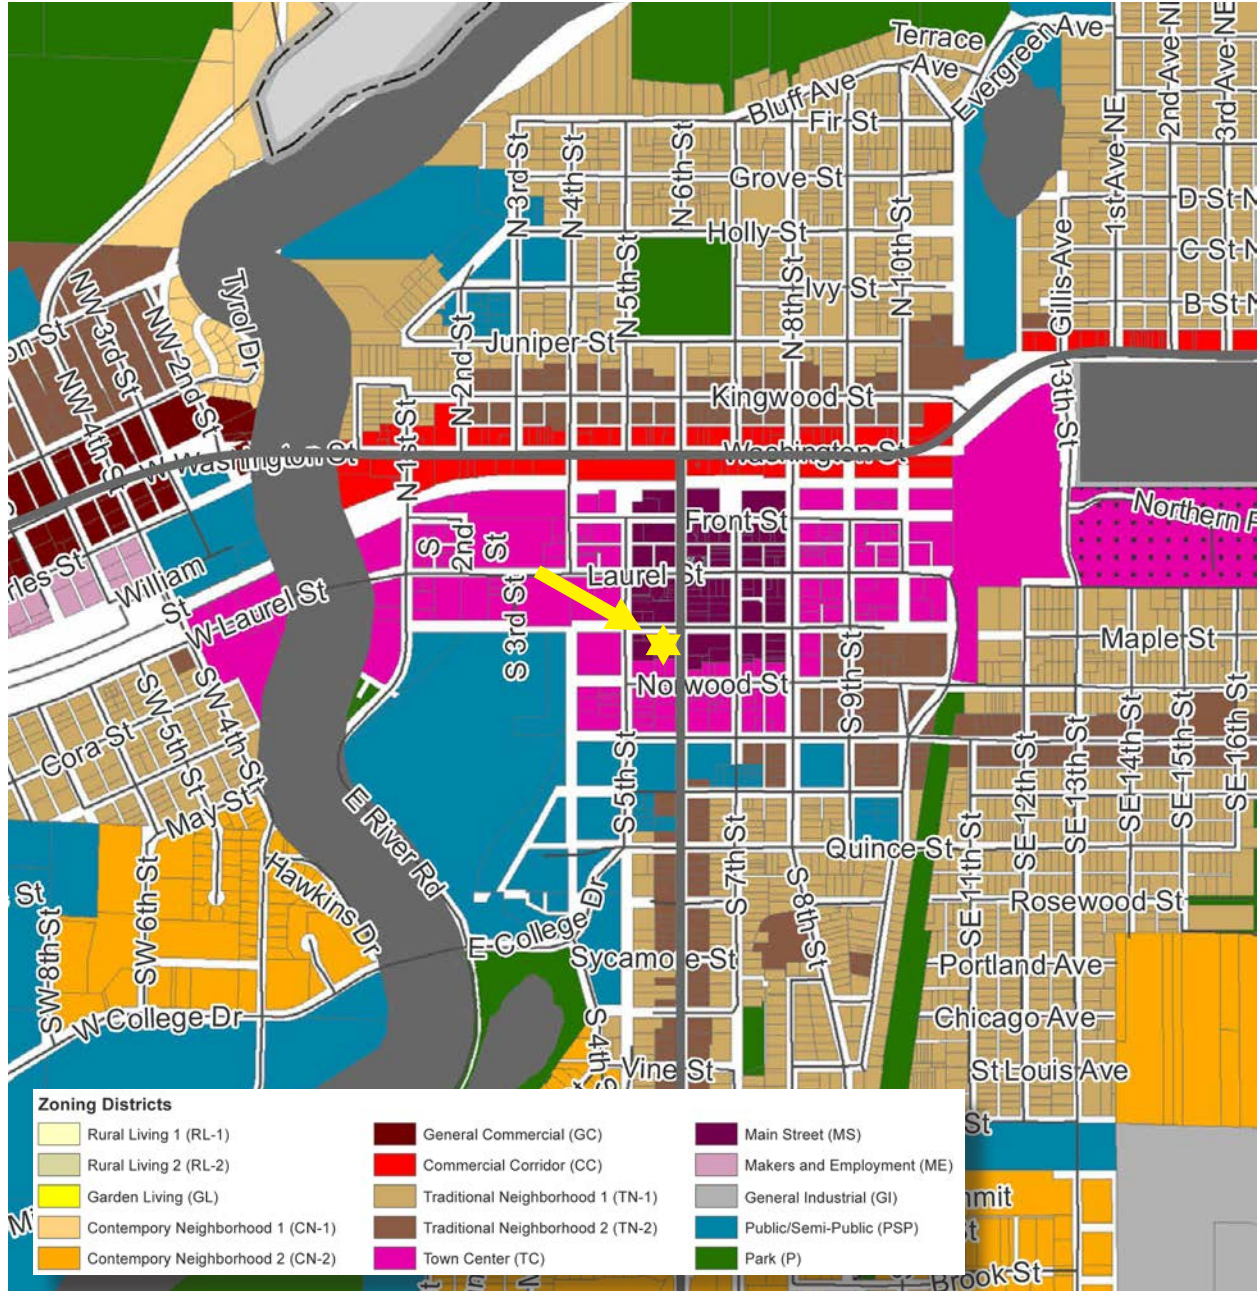 Terrace
Ave
Evergreen Ave
Bluff Ave
Fir St
Grove St
Holly St
Ivy St
Juniper St
Kingwood St
Washington St
W Washington St
N 1st St
N 2nd St
N 3rd St
N 4th St
N 5th St
N 6th St
N 8th St
N 10th St
1st Ave NE
2nd Ave NE
3rd Ave NE
D St N
C St N
B St N
Gillis Ave
13th St
Tyrol Dr
NW 2nd St
NW 3rd St
NW 4th St
on St
rles St
William
St
W Laurel St
Laurel St
Front St
S
2nd
St
S 3rd St
Northern P
Maple St
Norwood St
S 9th St
S 5th St
S 7th St
S 8th St
SW 4th St
SW 5th St
SW 6th St
SW 8th St
Cora St
May St
Hawkins Dr
E River Rd
E College Dr
W College Dr
s St
Quince St
Rosewood St
Sycamore St
Portland Ave
Chicago Ave
St Louis Ave
Vine St
S 4th S
SE 11th St
SE 12th St
SE 13th St
SE 14th St
SE 15th St
SE 16th St
St
mmit
St
Brook St
Mi
Zoning Districts
Rural Living 1 (RL-1)
Rural Living 2 (RL-2)
Garden Living (GL)
Contempory Neighborhood 1 (CN-1)
Contempory Neighborhood 2 (CN-2)
General Commercial (GC)
Commercial Corridor (CC)
Traditional Neighborhood 1 (TN-1)
Traditional Neighborhood 2 (TN-2)
Town Center (TC)
Main Street (MS)
Makers and Employment (ME)
General Industrial (GI)
Public/Semi-Public (PSP)
Park (P)